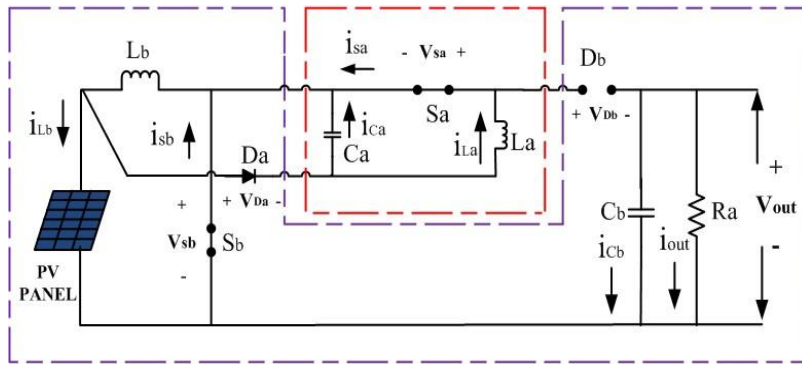 Lb
isa
- Vsa +
Db
iLb
isb
iCa
Sa
+ VDb -
Da
Ca
iLa
La
+
+ VDa -
Cb
Ra
+
Vsb
Sb
Vout
PV
PANEL
-
iCb
iout
-